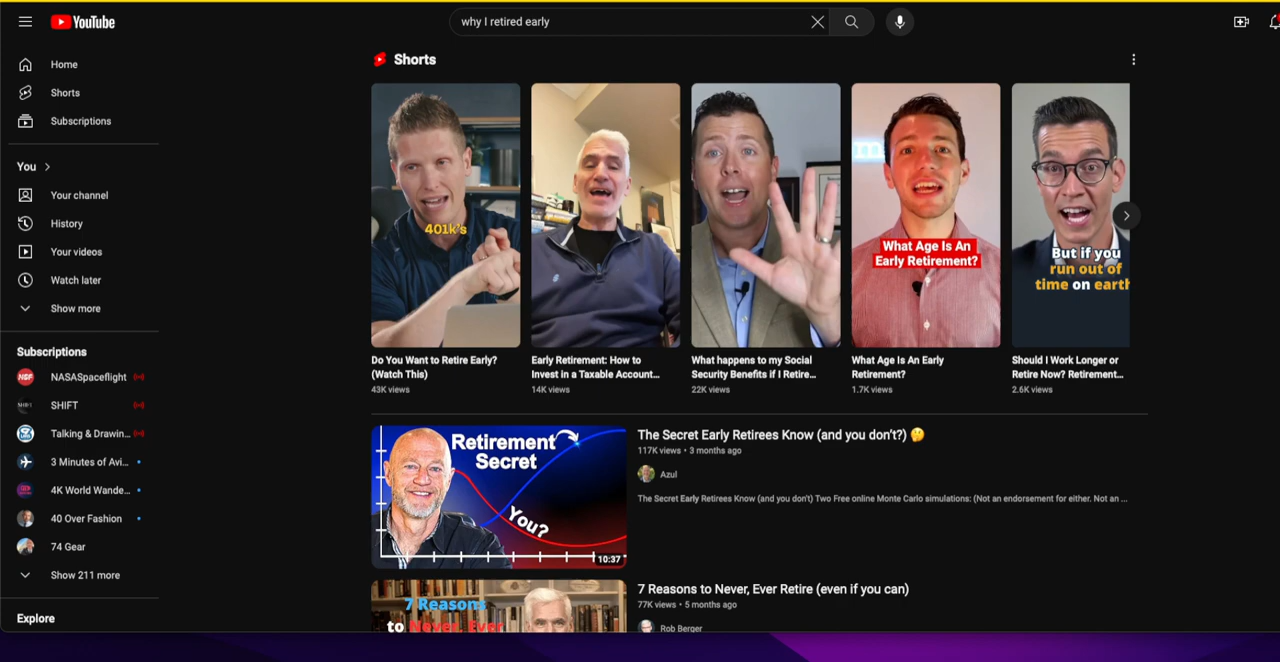 YouTube
why I retired early
Home
Shorts
Subscriptions
You
Your channel
History
Your videos
Watch later
Show more
Subscriptions
NSF NASASpaceflight
SHIFT
Talking & Drawin...
3 Minutes of Avi...
4K World Wande...
40 Over Fashion
74 Gear
Show 211 more
Explore
Shorts
401k's
What Age Is An
Early Retirement?
But if you
run out of
time on earth
Do You Want to Retire Early?
(Watch This)
43K views
Early Retirement: How to
Invest in a Taxable Account...
14K views
What happens to my Social
Security Benefits if I Retire...
22K views
What Age Is An Early
Retirement?
1.7K views
Should I Work Longer or
Retire Now? Retirement...
2.6K views
Retirement
Secret
You?
10:37
The Secret Early Retirees Know (and you don't?) 🤔
117K views • 3 months ago
Azul
The Secret Early Retirees Know (and you don't) Two Free online Monte Carlo simulations: (Not an endorsement for either. Not an ...
7 Reasons
to Never, Ever
7 Reasons to Never, Ever Retire (even if you can)
77K views • 5 months ago
Rob Berger